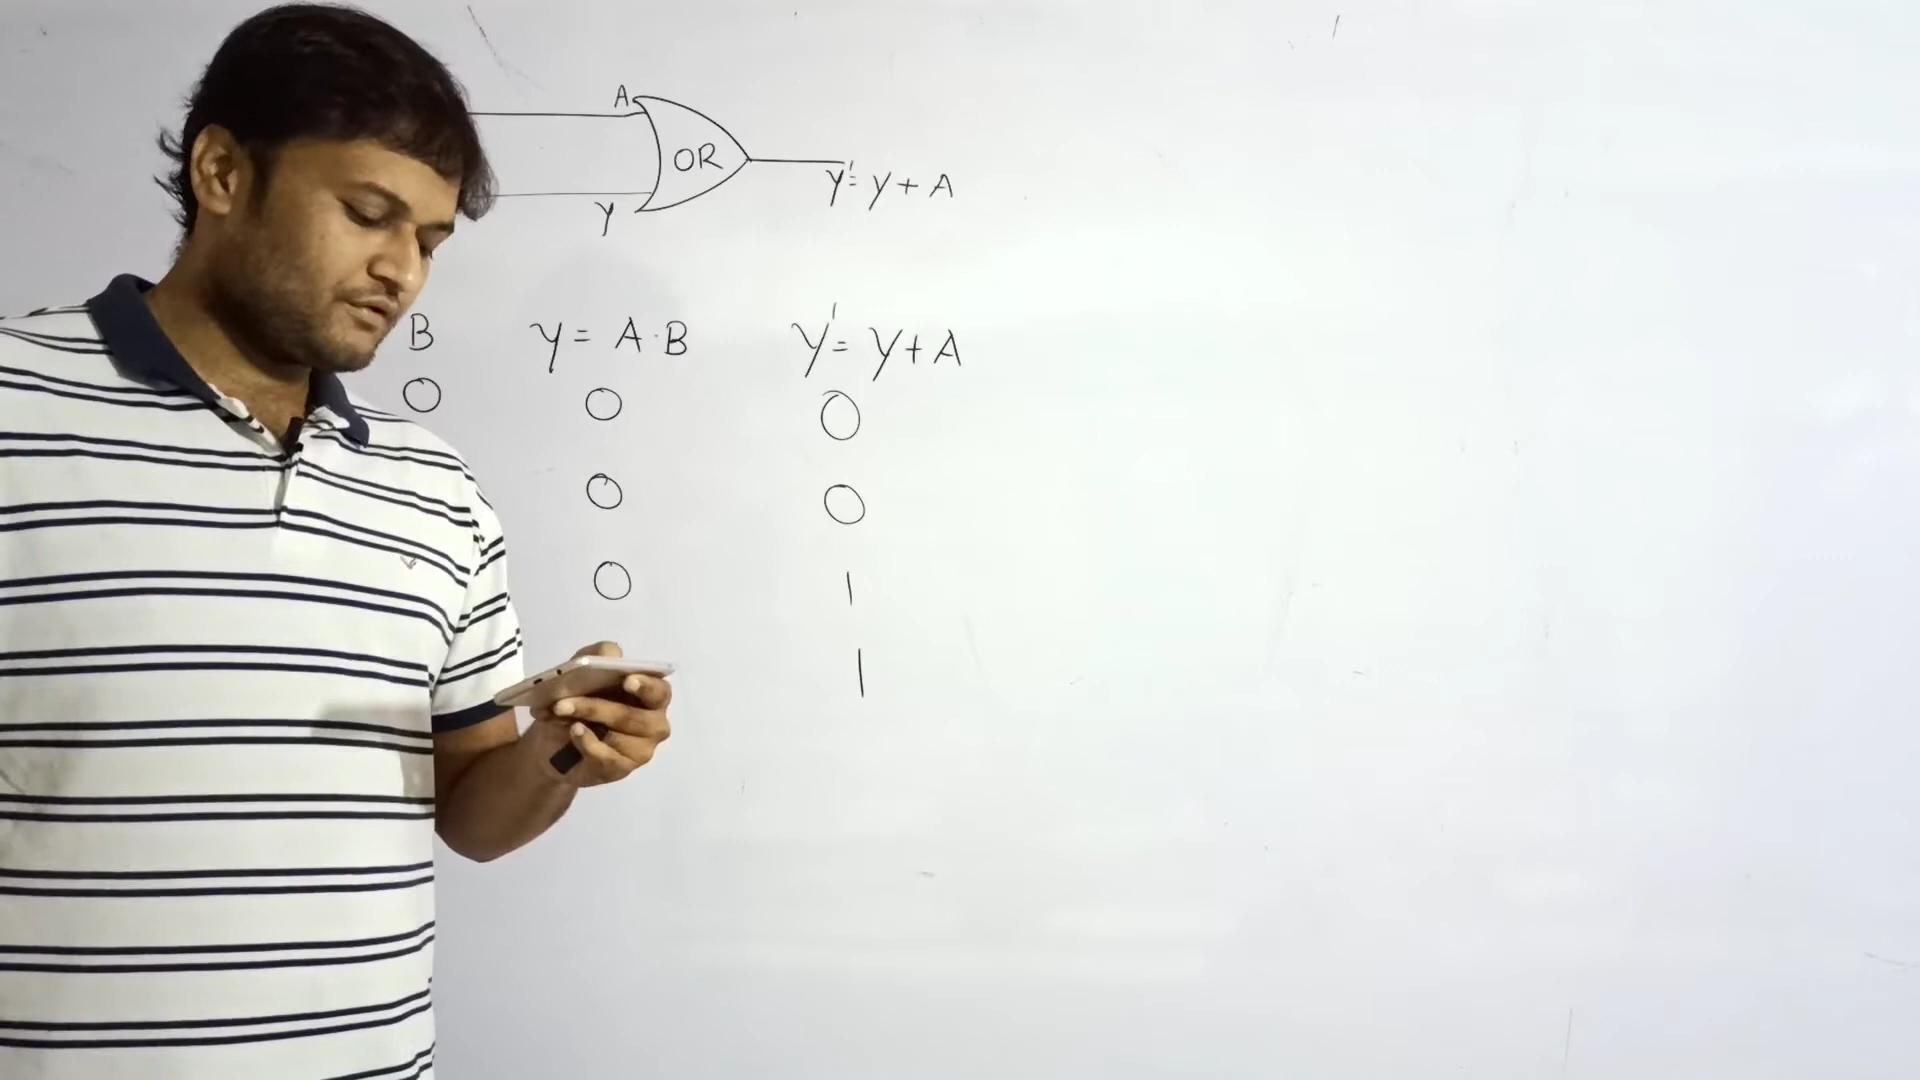 A
OR
Y
Y' = Y + A
B Y = A · B Y' = Y + A
0 0 0
0 0
0 1
1